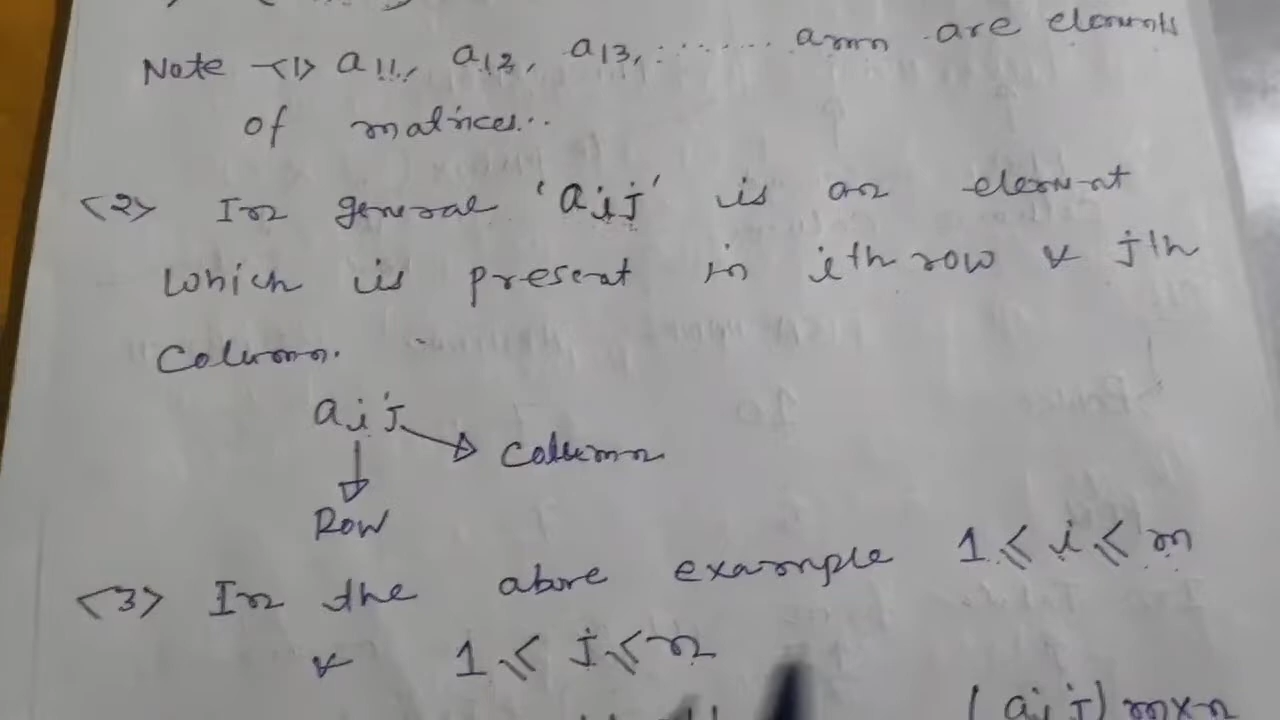 Note <1> a11, a12, a13, ....... amn are elements
of matrices..
<2> In general 'aij' is an element
which is present in ith row & jth
Column.
aij → Column
↓
Row
<3> In the above example 1 ⩽ i ⩽ m
& 1 ⩽ j ⩽ n
(aij) mxn